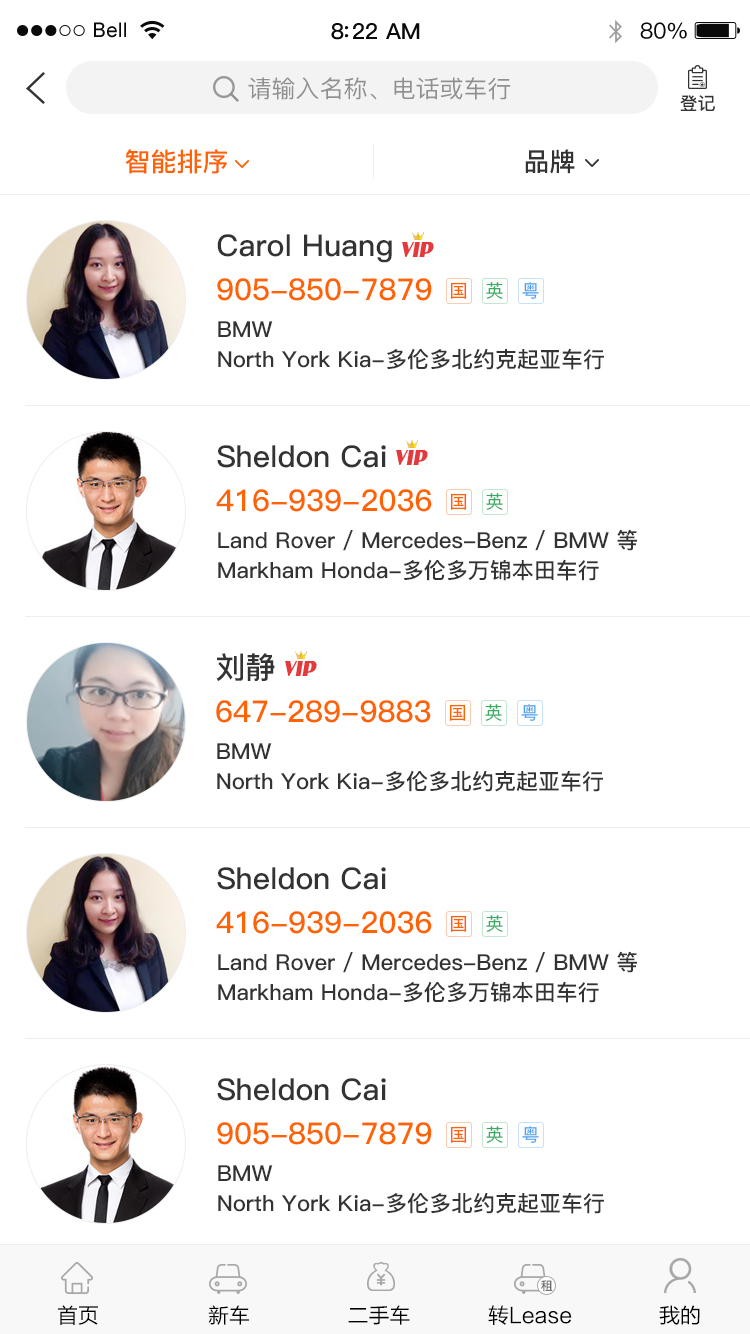 Bell 8:22 AM 80%
请输入名称、电话或车行
登记
智能排序 品牌
Carol Huang VIP
905-850-7879 国 英 粤
BMW
North York Kia-多伦多北约克起亚车行
Sheldon Cai VIP
416-939-2036 国 英
Land Rover / Mercedes-Benz / BMW 等
Markham Honda-多伦多万锦本田车行
刘静 VIP
647-289-9883 国 英 粤
BMW
North York Kia-多伦多北约克起亚车行
Sheldon Cai
416-939-2036 国 英
Land Rover / Mercedes-Benz / BMW 等
Markham Honda-多伦多万锦本田车行
Sheldon Cai
905-850-7879 国 英 粤
BMW
North York Kia-多伦多北约克起亚车行
¥ 租
首页 新车 二手车 转Lease 我的